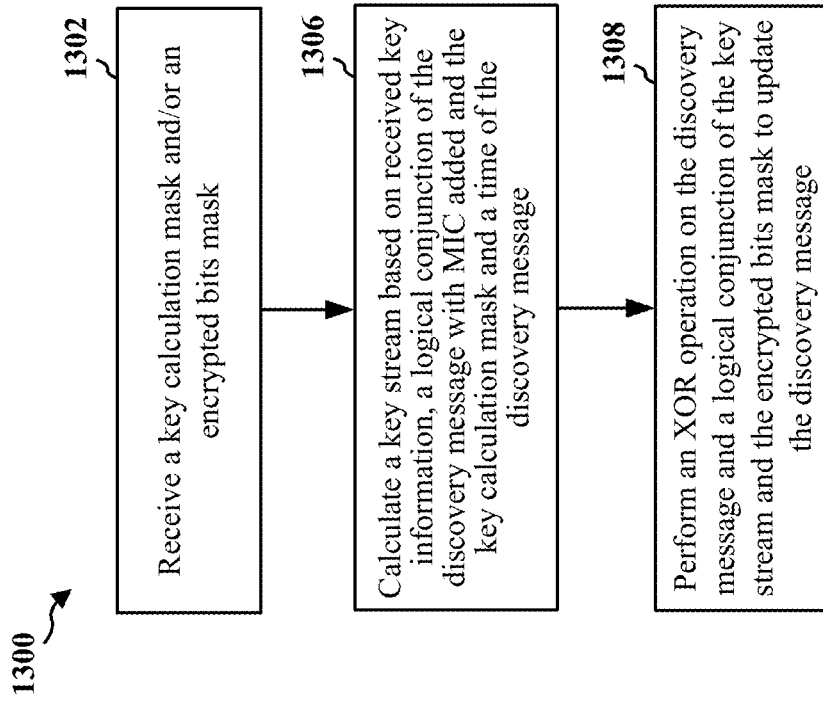 1300
1302
Receive a key calculation mask and/or an
encrypted bits mask
1306
Calculate a key stream based on received key
information, a logical conjunction of the
discovery message with MIC added and the
key calculation mask and a time of the
discovery message
1308
Perform an XOR operation on the discovery
message and a logical conjunction of the key
stream and the encrypted bits mask to update
the discovery message